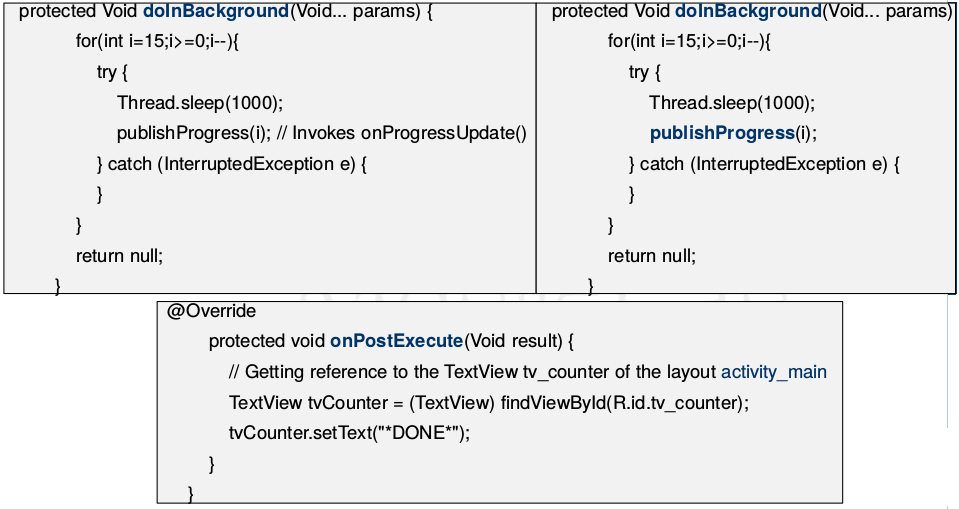 protected Void doInBackground(Void... params) {
for(int i=15;i>=0;i--){
try {
Thread.sleep(1000);
publishProgress(i); // Invokes onProgressUpdate()
} catch (InterruptedException e) {
}
}
return null;
}
protected Void doInBackground(Void... params)
for(int i=15;i>=0;i--){
try {
Thread.sleep(1000);
publishProgress(i);
} catch (InterruptedException e) {
}
}
return null;
}
@Override
protected void onPostExecute(Void result) {
// Getting reference to the TextView tv_counter of the layout activity_main
TextView tvCounter = (TextView) findViewById(R.id.tv_counter);
tvCounter.setText("*DONE*");
}
}